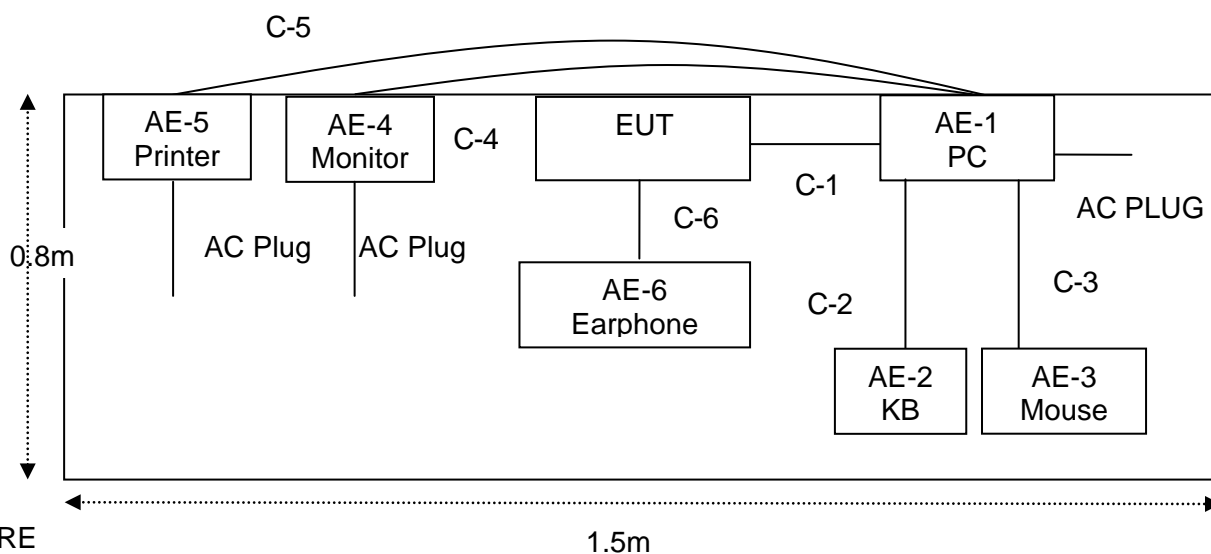 C-5
AE-5
Printer
AE-4
Monitor
C-4
EUT
AE-1
PC
C-1
AC PLUG
C-6
AC Plug
AC Plug
0.8m
AE-6
Earphone
C-2
C-3
AE-2
KB
AE-3
Mouse
RE
1.5m